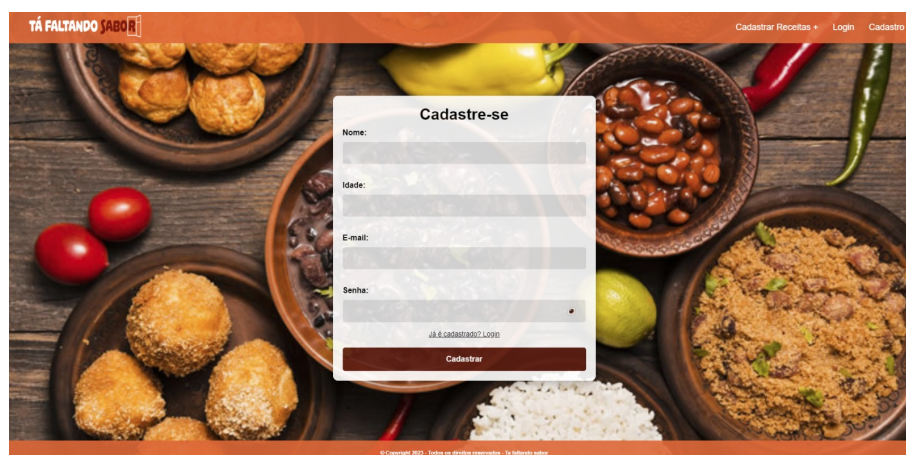 TÁ FALTANDO SABOR
Cadastrar Receitas + Login Cadastro
Cadastre-se
Nome:
Idade:
E-mail:
Senha:
Já é cadastrado? Login
Cadastrar
© Copyright 2023 - Todos os direitos reservados - Ta faltando sabor